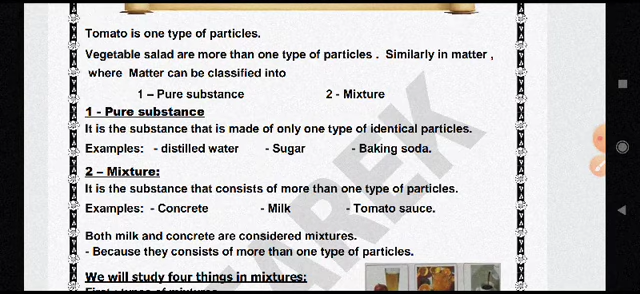 Tomato is one type of particles.
Vegetable salad are more than one type of particles . Similarly in matter ,
where Matter can be classified into
1 – Pure substance 2 - Mixture
1 - Pure substance
It is the substance that is made of only one type of identical particles.
Examples: - distilled water - Sugar - Baking soda.
2 – Mixture:
It is the substance that consists of more than one type of particles.
Examples: - Concrete - Milk - Tomato sauce.
Both milk and concrete are considered mixtures.
- Because they consists of more than one type of particles.
We will study four things in mixtures:
First : types of mixtures